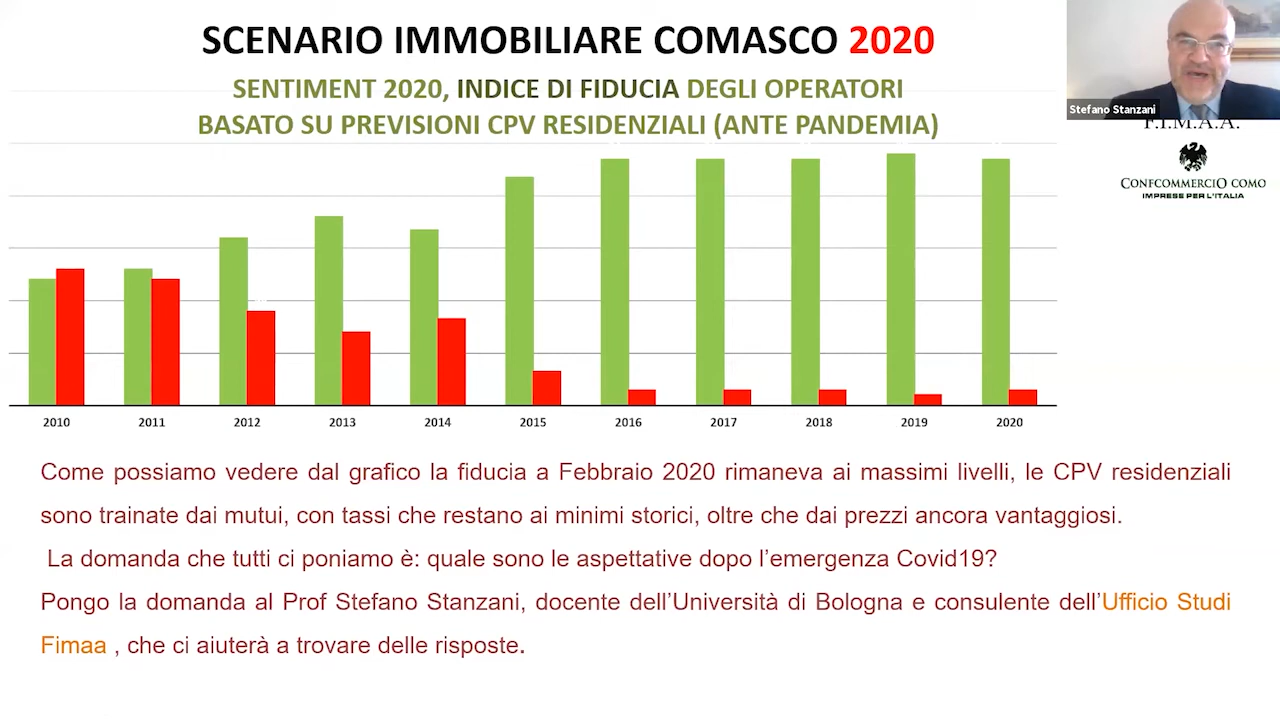 SCENARIO IMMOBILIARE COMASCO 2020
SENTIMENT 2020, INDICE DI FIDUCIA DEGLI OPERATORI
BASATO SU PREVISIONI CPV RESIDENZIALI (ANTE PANDEMIA)
Stefano Stanzani
F.I.M.A.A.
CONFCOMMERCIO COMO
IMPRESE PER L'ITALIA
2010 2011 2012 2013 2014 2015 2016 2017 2018 2019 2020
Come possiamo vedere dal grafico la fiducia a Febbraio 2020 rimaneva ai massimi livelli, le CPV residenziali
sono trainate dai mutui, con tassi che restano ai minimi storici, oltre che dai prezzi ancora vantaggiosi.
La domanda che tutti ci poniamo è: quale sono le aspettative dopo l’emergenza Covid19?
Pongo la domanda al Prof Stefano Stanzani, docente dell’Università di Bologna e consulente dell’Ufficio Studi
Fimaa , che ci aiuterà a trovare delle risposte.